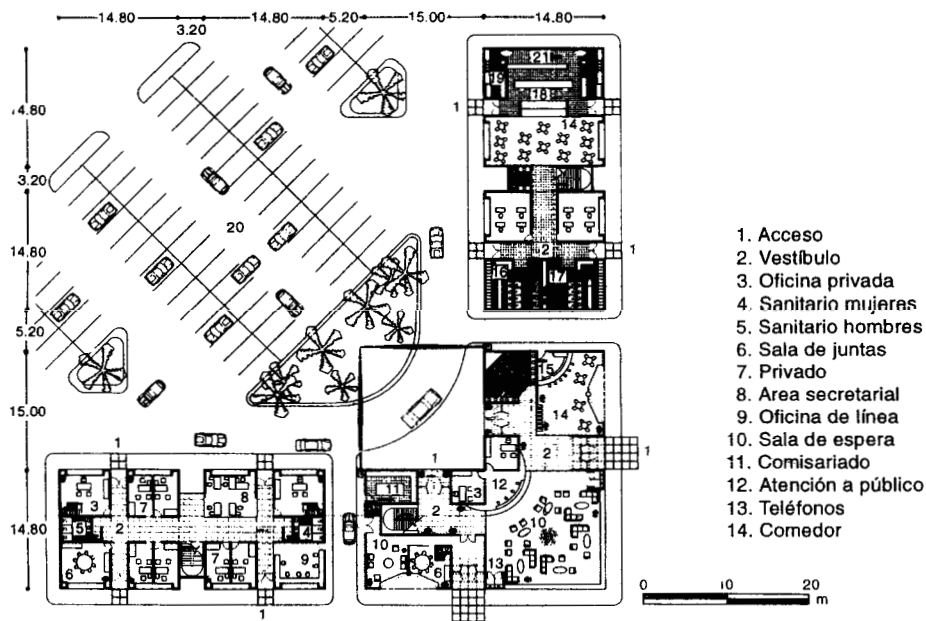 14.80 14.80 5.20 15.00 14.80
3.20
4.80
3.20
14.80
5.20
15.00
14.80
21
19
18
1 1
14
20
2 1
16 17
15
14
1
1 1 1
2
12
3 7 8 11 3
5 2 4 2 10
6 7 9 10 6 13
1 1
1. Acceso
2. Vestíbulo
3. Oficina privada
4. Sanitario mujeres
5. Sanitario hombres
6. Sala de juntas
7. Privado
8. Area secretarial
9. Oficina de línea
10. Sala de espera
11. Comisariado
12. Atención a público
13. Teléfonos
14. Comedor
0 10 20
m